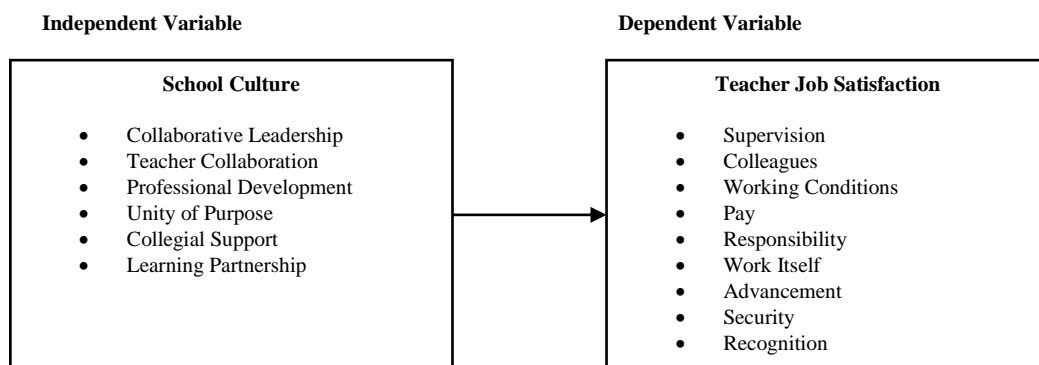 Independent Variable
School Culture
• Collaborative Leadership
• Teacher Collaboration
• Professional Development
• Unity of Purpose
• Collegial Support
• Learning Partnership
Dependent Variable
Teacher Job Satisfaction
• Supervision
• Colleagues
• Working Conditions
• Pay
• Responsibility
• Work Itself
• Advancement
• Security
• Recognition